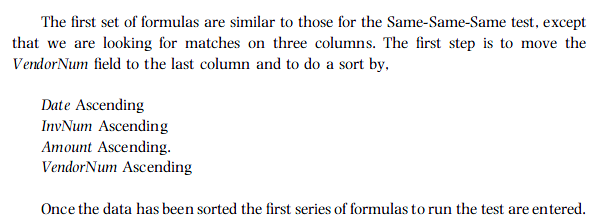 The first set of formulas are similar to those for the Same-Same-Same test, except
that we are looking for matches on three columns. The first step is to move the
VendorNum field to the last column and to do a sort by,
Date Ascending
InvNum Ascending
Amount Ascending.
VendorNum Ascending
Once the data has been sorted the first series of formulas to run the test are entered.